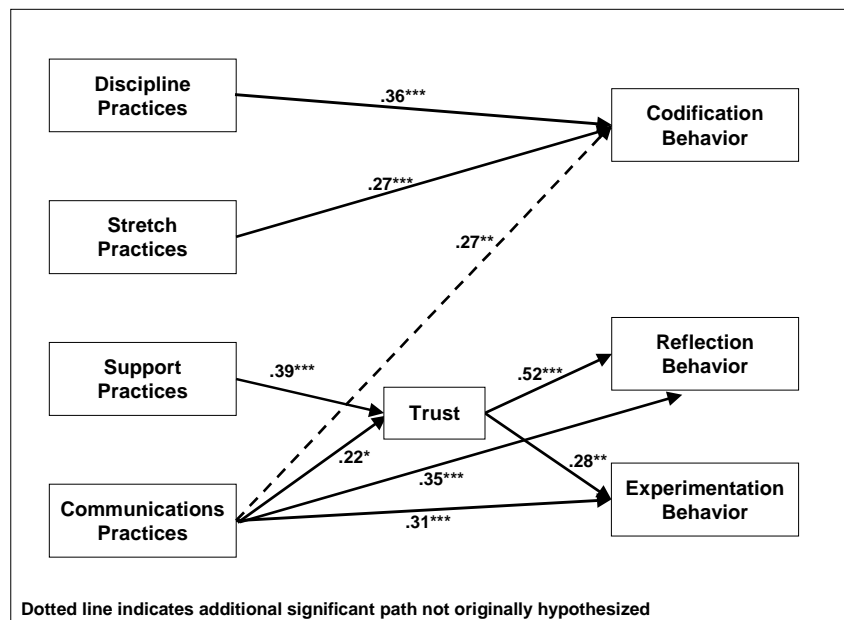 Discipline
Practices
.36***
Codification
Behavior
Stretch
Practices
.27***
.27**
Support
Practices
.39***
Trust
.52***
Reflection
Behavior
.22*
.28**
.35***
Communications
Practices
.31***
Experimentation
Behavior
Dotted line indicates additional significant path not originally hypothesized